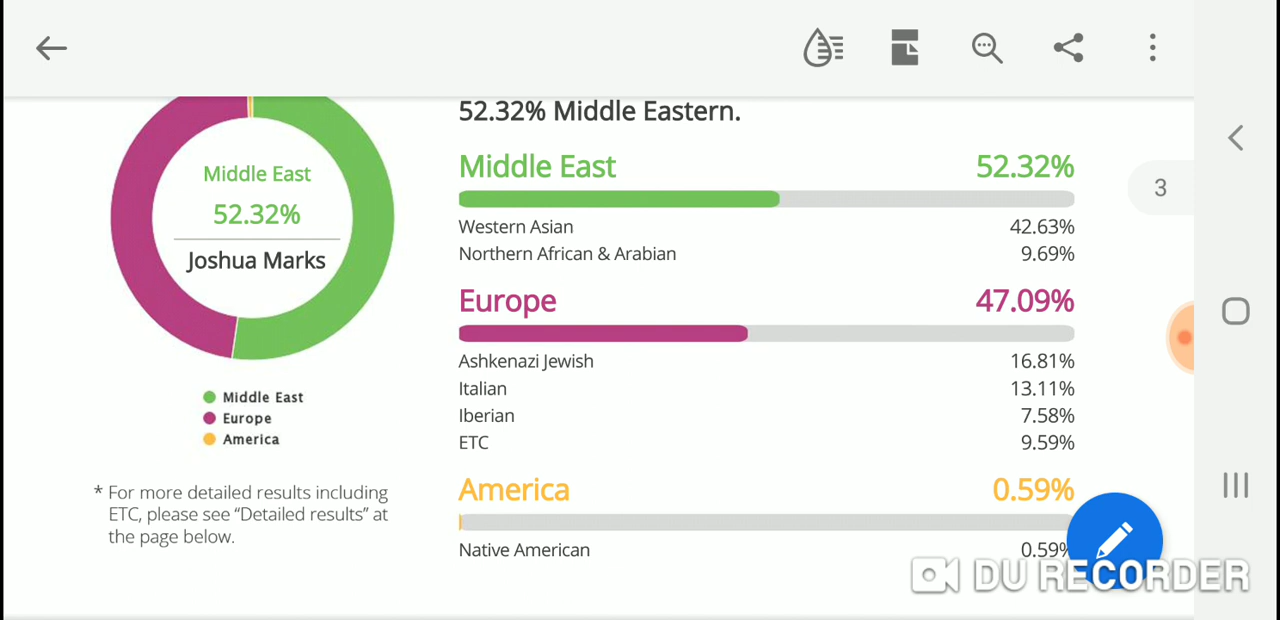 52.32% Middle Eastern.
Middle East
52.32%
Joshua Marks
Middle East
Europe
America
* For more detailed results including
ETC, please see “Detailed results” at
the page below.
Middle East 52.32%
Western Asian 42.63%
Northern African & Arabian 9.69%
Europe 47.09%
Ashkenazi Jewish 16.81%
Italian 13.11%
Iberian 7.58%
ETC 9.59%
America 0.59%
Native American 0.59%
3
DU RECORDER